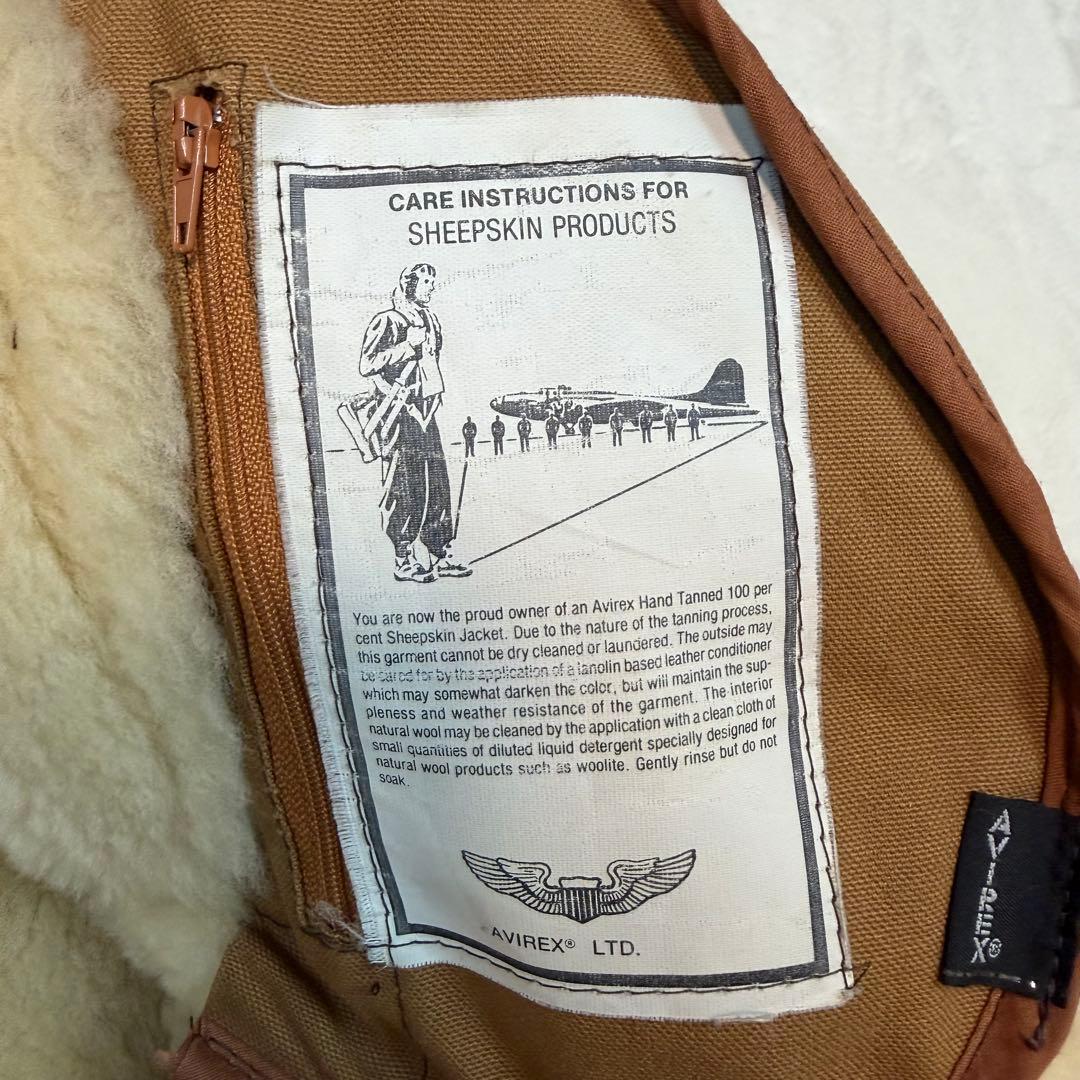 CARE INSTRUCTIONS FOR
SHEEPSKIN PRODUCTS
You are now the proud owner of an Avirex Hand Tanned 100 per
cent Sheepskin Jacket. Due to the nature of the tanning process,
this garment cannot be dry cleaned or laundered. The outside may
be cared for by the application of a lanolin based leather conditioner
which may somewhat darken the color, but will maintain the sup-
pleness and weather resistance of the garment. The interior
natural wool may be cleaned by the application with a clean cloth of
small quantities of diluted liquid detergent specially designed for
natural wool products such as woolite. Gently rinse but do not
soak.
AVIREX® LTD.
AVIREX®